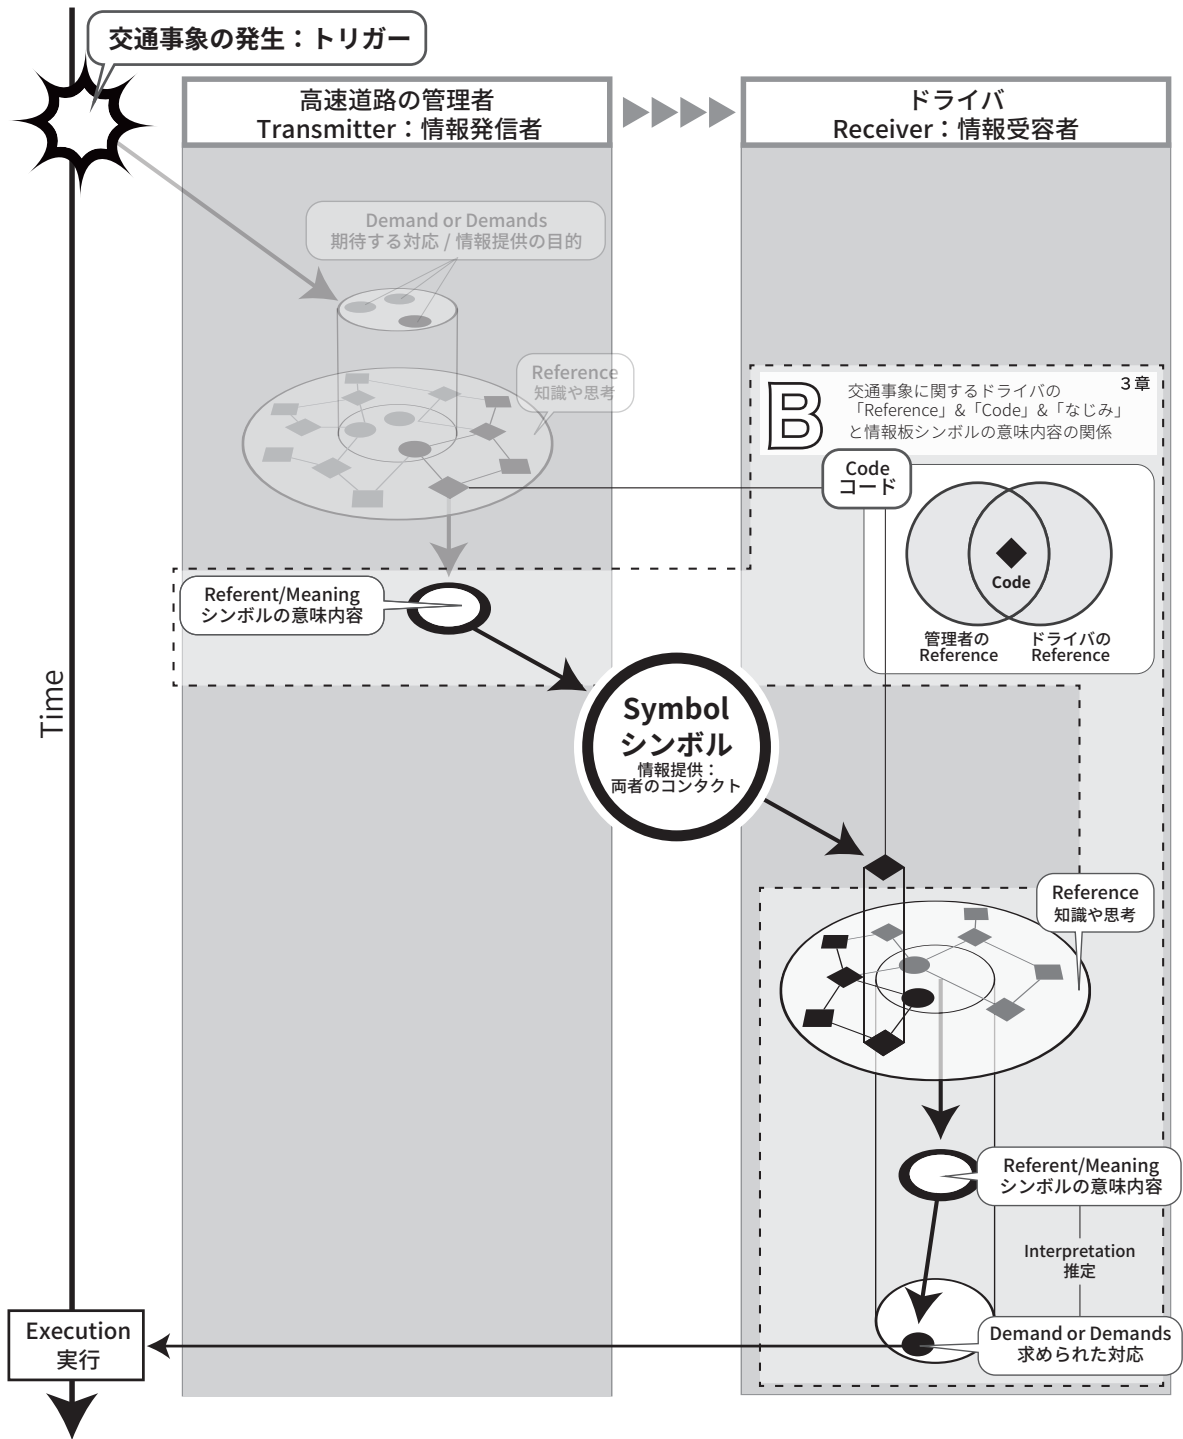 交通事象の発生：トリガー
高速道路の管理者
Transmitter：情報発信者
ドライバ
Receiver：情報受容者
Demand or Demands
期待する対応 / 情報提供の目的
Reference
知識や思考
B
3章
交通事象に関するドライバの
「Reference」&「Code」&「なじみ」
と情報板シンボルの意味内容の関係
Code
コード
Code
管理者の
Reference
ドライバの
Reference
Referent/Meaning
シンボルの意味内容
Time
Symbol
シンボル
情報提供：
両者のコンタクト
Reference
知識や思考
Referent/Meaning
シンボルの意味内容
Interpretation
推定
Demand or Demands
求められた対応
Execution
実行